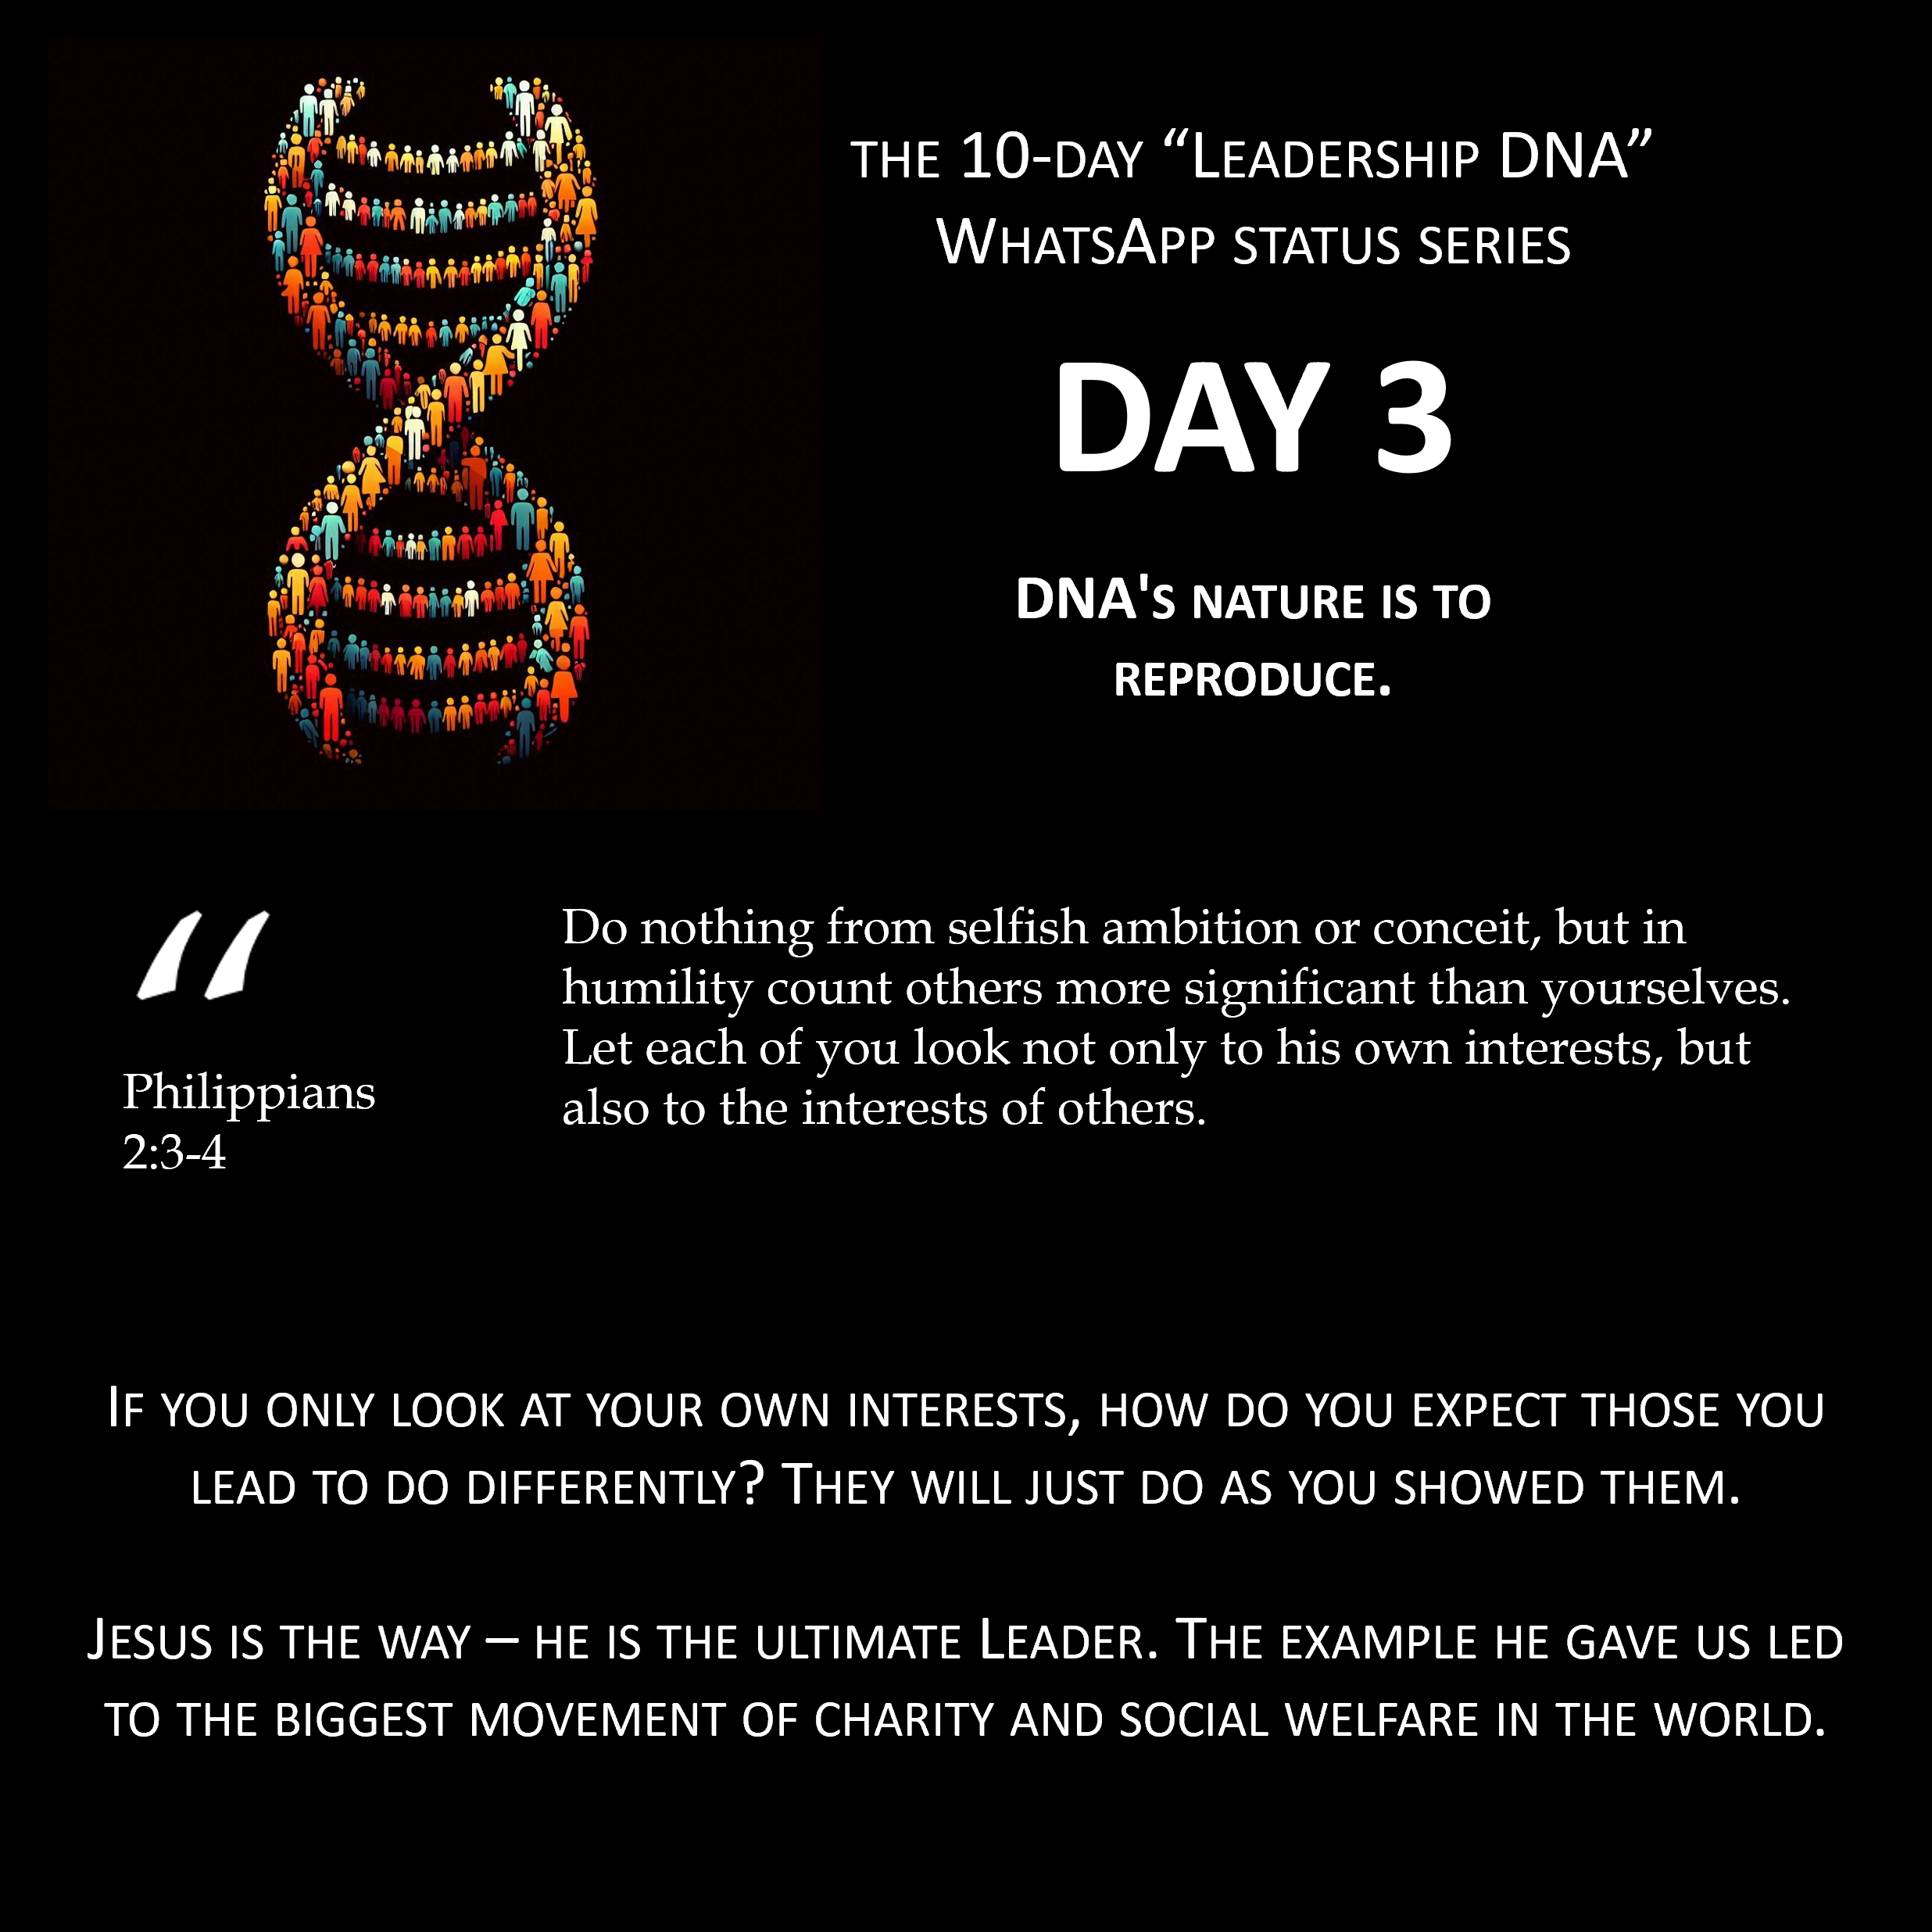 THE 10-DAY “LEADERSHIP DNA”
WHATSAPP STATUS SERIES
DAY 3
DNA'S NATURE IS TO
REPRODUCE.
“
Philippians
2:3-4
Do nothing from selfish ambition or conceit, but in
humility count others more significant than yourselves.
Let each of you look not only to his own interests, but
also to the interests of others.
IF YOU ONLY LOOK AT YOUR OWN INTERESTS, HOW DO YOU EXPECT THOSE YOU
LEAD TO DO DIFFERENTLY? THEY WILL JUST DO AS YOU SHOWED THEM.
JESUS IS THE WAY – HE IS THE ULTIMATE LEADER. THE EXAMPLE HE GAVE US LED
TO THE BIGGEST MOVEMENT OF CHARITY AND SOCIAL WELFARE IN THE WORLD.